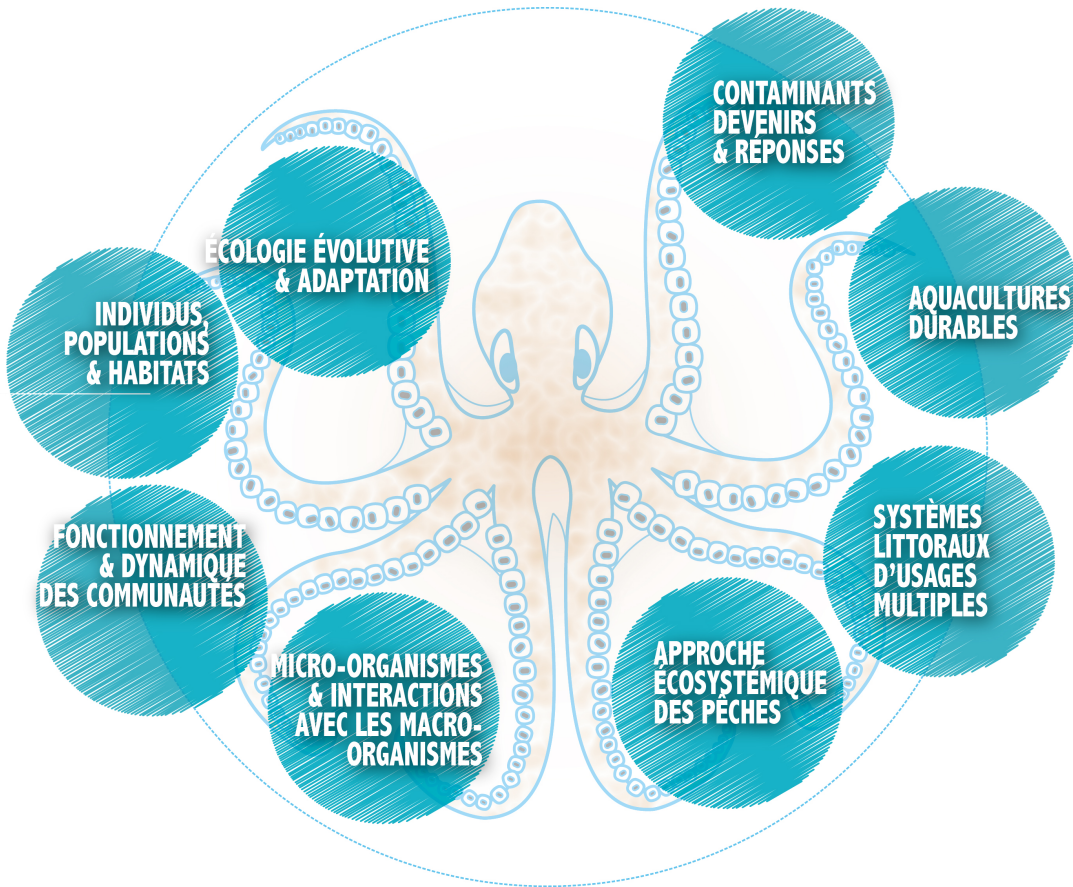 CONTAMINANTS
DEVENIRS
& RÉPONSES
ÉCOLOGIE ÉVOLUTIVE
& ADAPTATION
AQUACULTURES
DURABLES
INDIVIDUS,
POPULATIONS
& HABITATS
SYSTÈMES
LITTORAUX
D'USAGES
MULTIPLES
FONCTIONNEMENT
& DYNAMIQUE
DES COMMUNAUTÉS
APPROCHE
ÉCOSYSTÉMIQUE
DES PÊCHES
MICRO-ORGANISMES
& INTERACTIONS
AVEC LES MACRO-
ORGANISMES